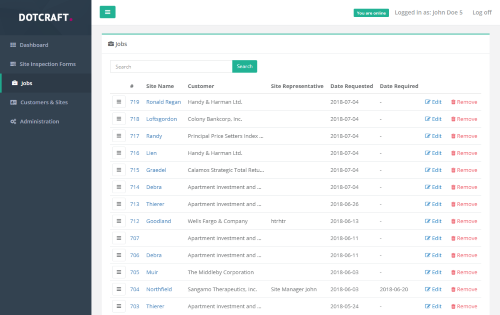 DOTCRAFT.
You are online Logged in as: John Doe S Log off
Dashboard
Site Inspection Forms
Jobs
Customers & Sites
Administration
Jobs
Search Search
# Site Name Customer Site Representative Date Requested Date Required
719 Ronald Regan Handy & Harman Ltd. 2018-07-04 - Edit Remove
718 Loftsgordon Colony Bankcorp, Inc. 2018-07-04 - Edit Remove
717 Randy Principal Price Setters Index ... 2018-07-04 - Edit Remove
716 Lien Handy & Harman Ltd. 2018-07-04 - Edit Remove
715 Graedel Calamos Strategic Total Retu... 2018-07-04 - Edit Remove
714 Debra Apartment Investment and ... 2018-07-04 - Edit Remove
713 Thierer Apartment Investment and ... 2018-06-26 - Edit Remove
712 Goodland Wells Fargo & Company 2018-06-13 - Edit Remove
707 Apartment Investment and ... 2018-06-11 - Edit Remove
706 Debra Apartment Investment and ... 2018-06-11 - Edit Remove
705 Muir The Middleby Corporation 2018-06-03 - Edit Remove
704 Northfield Sangamo Therapeutics, Inc. Site Manager John 2018-06-03 2018-06-20 Edit Remove
703 Thierer Apartment Investment and ... 2018-05-24 - Edit Remove